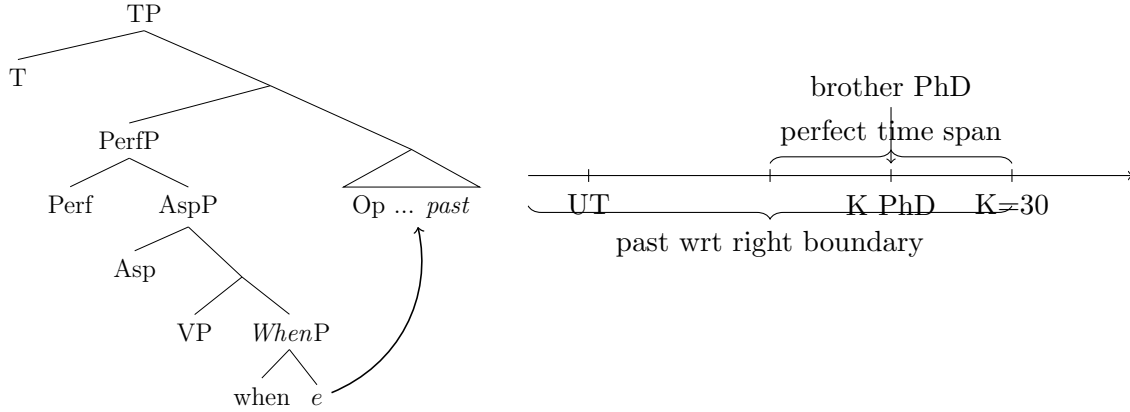 TP
T
PerfP
Perf AspP
Op ... past
Asp
VP WhenP
when e
brother PhD
perfect time span
UT K PhD K=30
past wrt right boundary